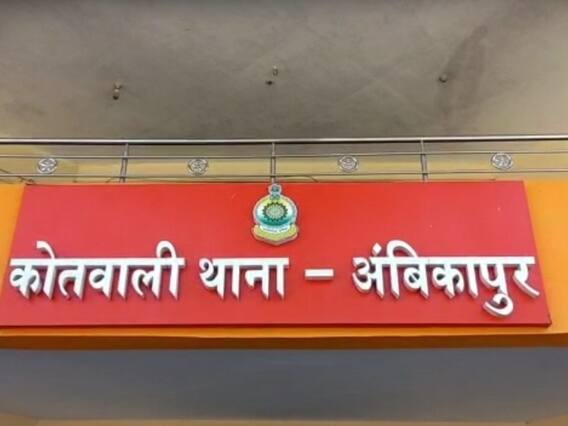 कोतवाली थाना – अंबिकापुर